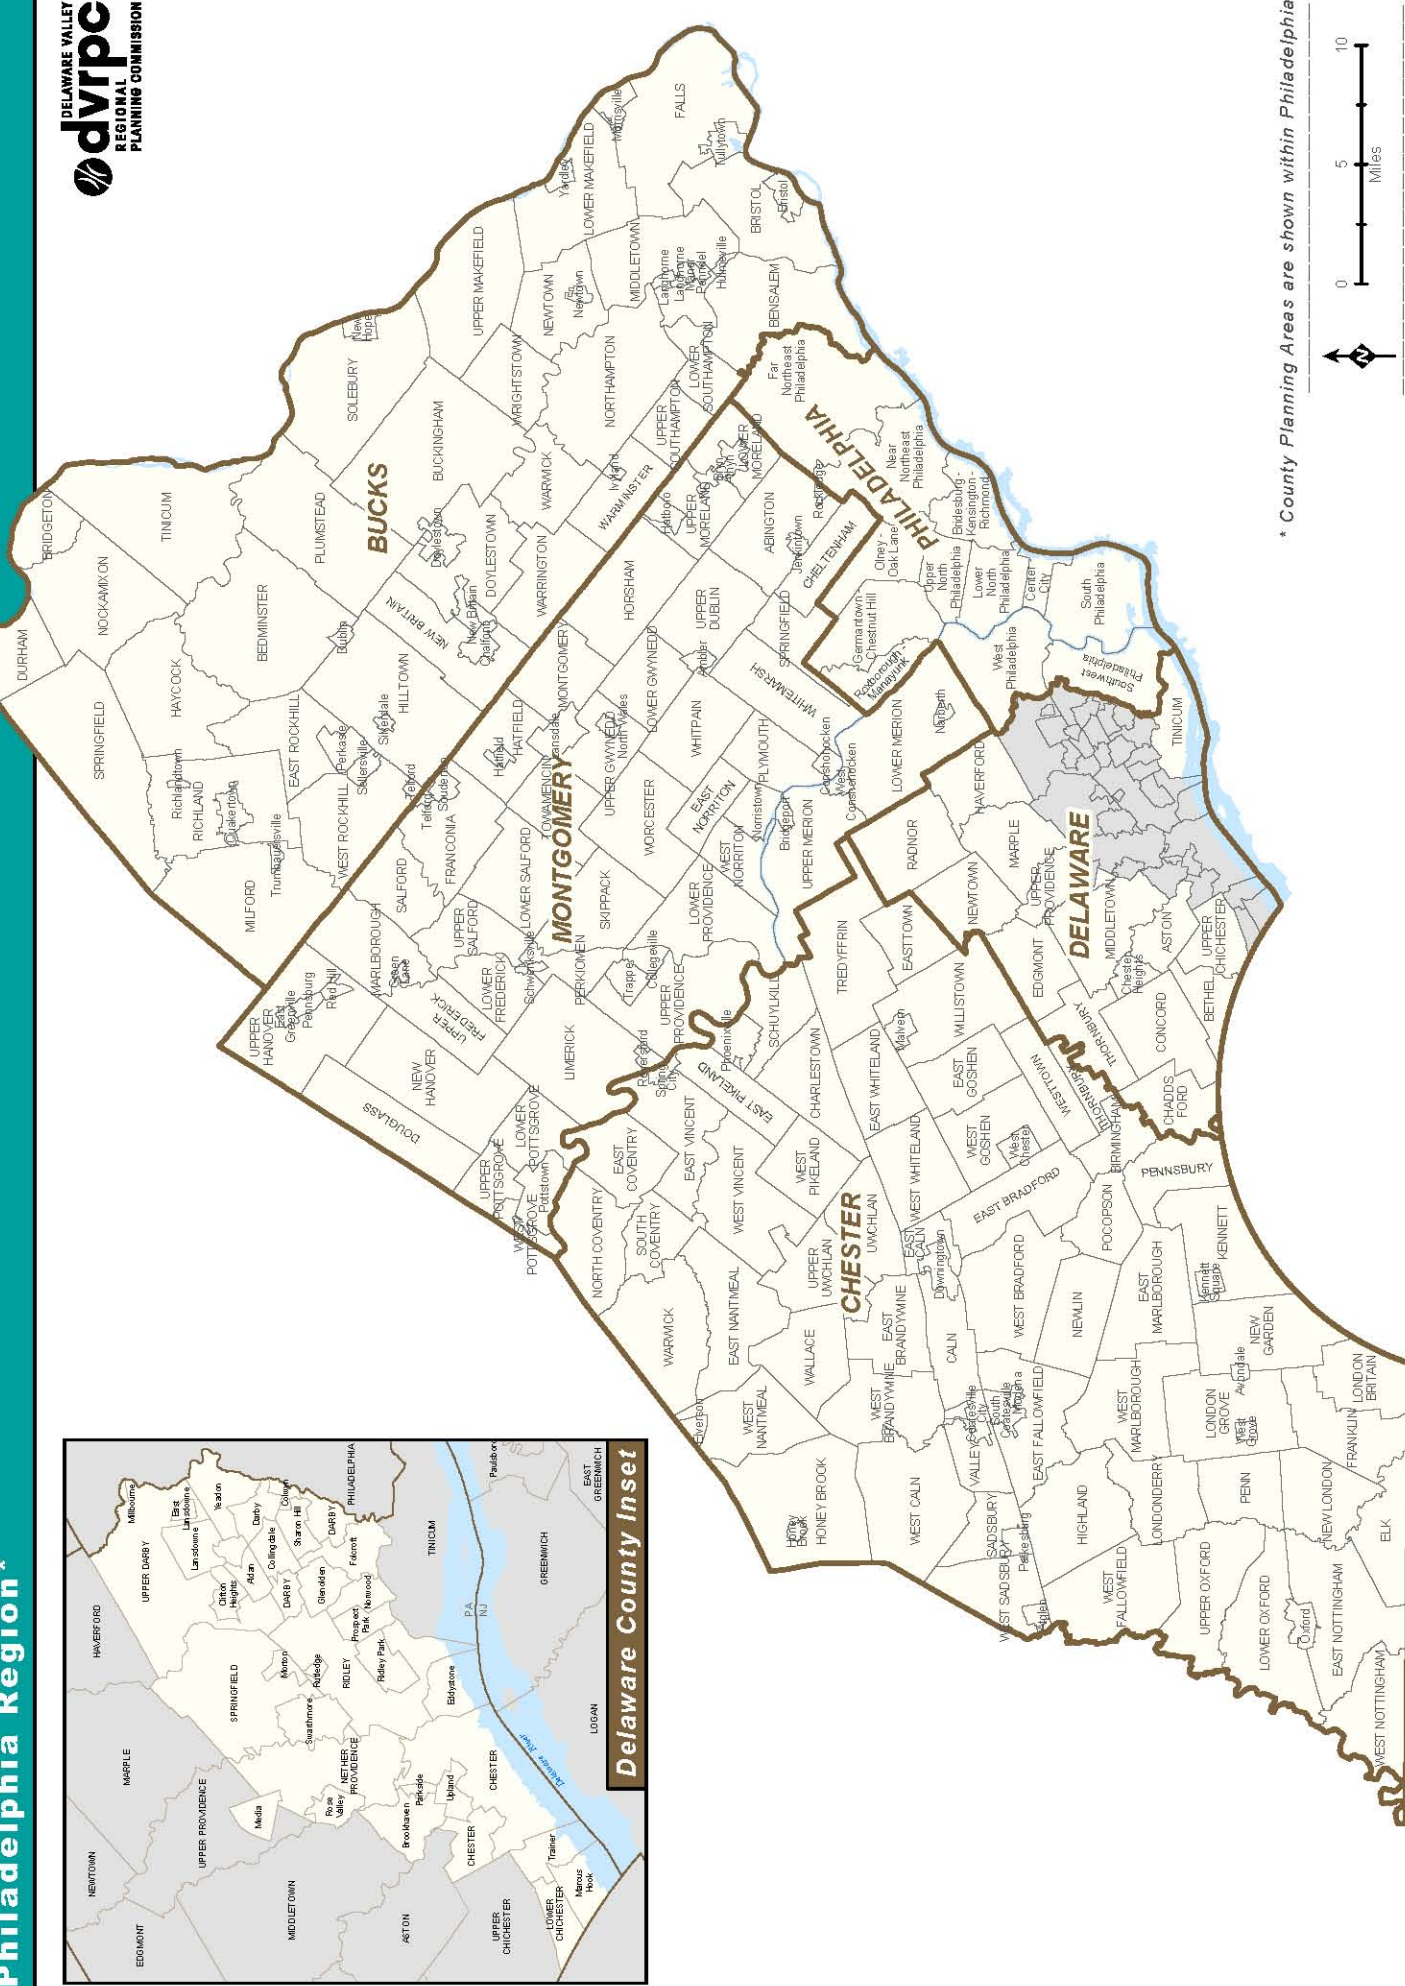 Philadelphia Region*
DELAWARE VALLEY
dvrpc
REGIONAL
PLANNING COMMISSION
BUCKS
BRIDGETON
DURHAM
NOCKAMIXON
TINICUM
SPRINGFIELD
HAYCOCK
BEDMINSTER
PLUMSTEAD
SOLEBURY
New
Hope
Richlandtown
RICHLAND
Quakertown
Trumbauersville
MILFORD
EAST ROCKHILL
WEST ROCKHILL
Perkasie
Sellersville
Silverdale
HILLTOWN
Dublin
NEW BRITAIN
New Britain
Chalfont
Doylestown
DOYLESTOWN
BUCKINGHAM
UPPER MAKEFIELD
WRIGHTSTOWN
NEWTOWN
Newtown
WARWICK
WARRINGTON
NORTHAMPTON
Ivyland
WARMINSTER
UPPER
SOUTHAMPTON
LOWER
SOUTHAMPTON
LOWER MAKEFIELD
Yardley
Morrisville
FALLS
Tullytown
MIDDLETOWN
Langhorne
Langhorne
Manor
Penndel
Hulmeville
BRISTOL
Bristol
BENSALEM
Telford
MONTGOMERY
UPPER
HANOVER
East
Greenville
Pennsburg
Red Hill
MARLBOROUGH
Green
Lane
SALFORD
Telford
Souderton
FRANCONIA
UPPER
SALFORD
LOWER SALFORD
Hatfield
HATFIELD
TOWAMENCIN
Lansdale
MONTGOMERY
UPPER GWYNEDD
North Wales
LOWER GWYNEDD
HORSHAM
Hatboro
UPPER
MORELAND
Bryn
Athyn
LOWER
MORELAND
ABINGTON
Rockledge
Jenkintown
CHELTENHAM
UPPER
DUBLIN
Ambler
SPRINGFIELD
WHITEMARSH
WHITPAIN
PLYMOUTH
Conshohocken
West
Conshohocken
LOWER MERION
Narberth
UPPER MERION
Bridgeport
Norristown
EAST
NORRITON
WEST
NORRITON
WORCESTER
SKIPPACK
LOWER
PROVIDENCE
Schwenksville
PERKIOMEN
Trappe
Collegeville
UPPER
PROVIDENCE
Royersford
LIMERICK
LOWER
FREDERICK
UPPER
FREDERICK
NEW
HANOVER
DOUGLASS
UPPER
POTTSGROVE
LOWER
POTTSGROVE
Pottstown
WEST
POTTSGROVE
PHILADELPHIA
Far
Northeast
Philadelphia
Near
Northeast
Philadelphia
Bridesburg -
Kensington -
Richmond
Olney -
Oak Lane
Upper
North
Philadelphia
Lower
North
Philadelphia
Germantown -
Chestnut Hill
Roxborough -
Manayunk
Center
City
South
Philadelphia
West
Philadelphia
Southwest
Philadelphia
DELAWARE
TINICUM
HAVERFORD
RADNOR
MARPLE
NEWTOWN
UPPER
PROVIDENCE
EDGMONT
MIDDLETOWN
Chester
Heights
ASTON
UPPER
CHICHESTER
BETHEL
CONCORD
THORNBURY
CHADDS
FORD
CHESTER
NORTH COVENTRY
EAST
COVENTRY
SOUTH
COVENTRY
Spring
City
EAST VINCENT
WEST VINCENT
EAST PIKELAND
Phoenixville
SCHUYLKILL
CHARLESTOWN
TREDYFFRIN
EASTTOWN
WILLISTOWN
Malvern
EAST WHITELAND
WEST WHITELAND
EAST
GOSHEN
WEST
GOSHEN
West
Chester
WESTTOWN
THORNBURY
BIRMINGHAM
PENNSBURY
POCOPSON
EAST BRADFORD
WEST BRADFORD
WEST
PIKELAND
UWCHLAN
UPPER
UWCHLAN
EAST
CALN
Downingtown
WARWICK
EAST NANTMEAL
WEST
NANTMEAL
Elverson
WALLACE
EAST
BRANDYWINE
WEST
BRANDYWINE
CALN
Honey
Brook
HONEY BROOK
WEST CALN
VALLEY
Coatesville
City
South
Coatesville
Modena
EAST FALLOWFIELD
SADSBURY
WEST SADSBURY
Parkesburg
Atglen
HIGHLAND
WEST
FALLOWFIELD
LONDONDERRY
NEWLIN
EAST
MARLBOROUGH
WEST
MARLBOROUGH
Kennett
Square
KENNETT
NEW
GARDEN
Avondale
LONDON
GROVE
West
Grove
PENN
UPPER OXFORD
LOWER OXFORD
Oxford
EAST NOTTINGHAM
WEST NOTTINGHAM
NEW LONDON
ELK
FRANKLIN
LONDON
BRITAIN
Delaware County Inset
NEWTOWN
MARPLE
HAVERFORD
EDGMONT
UPPER PROVIDENCE
MIDDLETOWN
ASTON
UPPER
CHICHESTER
LOWER
CHICHESTER
Marcus
Hook
Trainer
CHESTER
CHESTER
Upland
Parkside
Brookhaven
Media
Rose
Valley
NETHER
PROVIDENCE
Swarthmore
SPRINGFIELD
Morton
Rutledge
RIDLEY
Ridley Park
Prospect
Park
Norwood
Eddystone
Glenolden
Folcroft
DARBY
DARBY
Sharon Hill
Collingdale
Aldan
Clifton
Heights
Lansdowne
East
Lansdowne
UPPER DARBY
Millbourne
Yeadon
Darby
Colwyn
PHILADELPHIA
TINICUM
PA
NJ
Delaware River
LOGAN
GREENWICH
EAST
GREENWICH
Paulsboro
* County Planning Areas are shown within Philadelphia
N
0 5 10
Miles